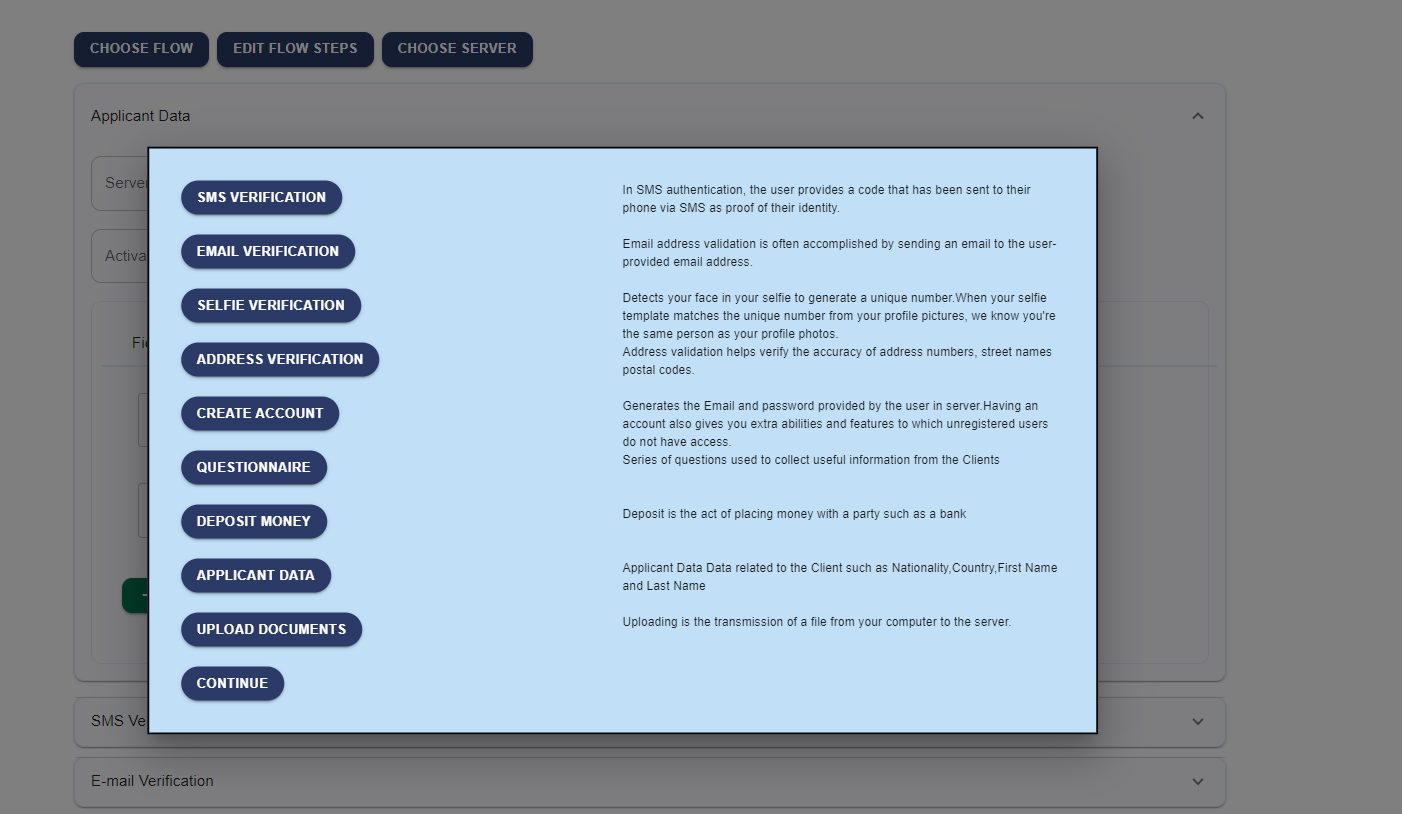 CHOOSE FLOW
EDIT FLOW STEPS
CHOOSE SERVER
Applicant Data
SMS VERIFICATION
In SMS authentication, the user provides a code that has been sent to their
phone via SMS as proof of their identity.
EMAIL VERIFICATION
Email address validation is often accomplished by sending an email to the user-
provided email address.
SELFIE VERIFICATION
Detects your face in your selfie to generate a unique number.When your selfie
template matches the unique number from your profile pictures, we know you're
the same person as your profile photos.
ADDRESS VERIFICATION
Address validation helps verify the accuracy of address numbers, street names
postal codes.
CREATE ACCOUNT
Generates the Email and password provided by the user in server.Having an
account also gives you extra abilities and features to which unregistered users
do not have access.
QUESTIONNAIRE
Series of questions used to collect useful information from the Clients
DEPOSIT MONEY
Deposit is the act of placing money with a party such as a bank
APPLICANT DATA
Applicant Data Data related to the Client such as Nationality,Country,First Name
and Last Name
UPLOAD DOCUMENTS
Uploading is the transmission of a file from your computer to the server.
CONTINUE
SMS Ve
E-mail Verification